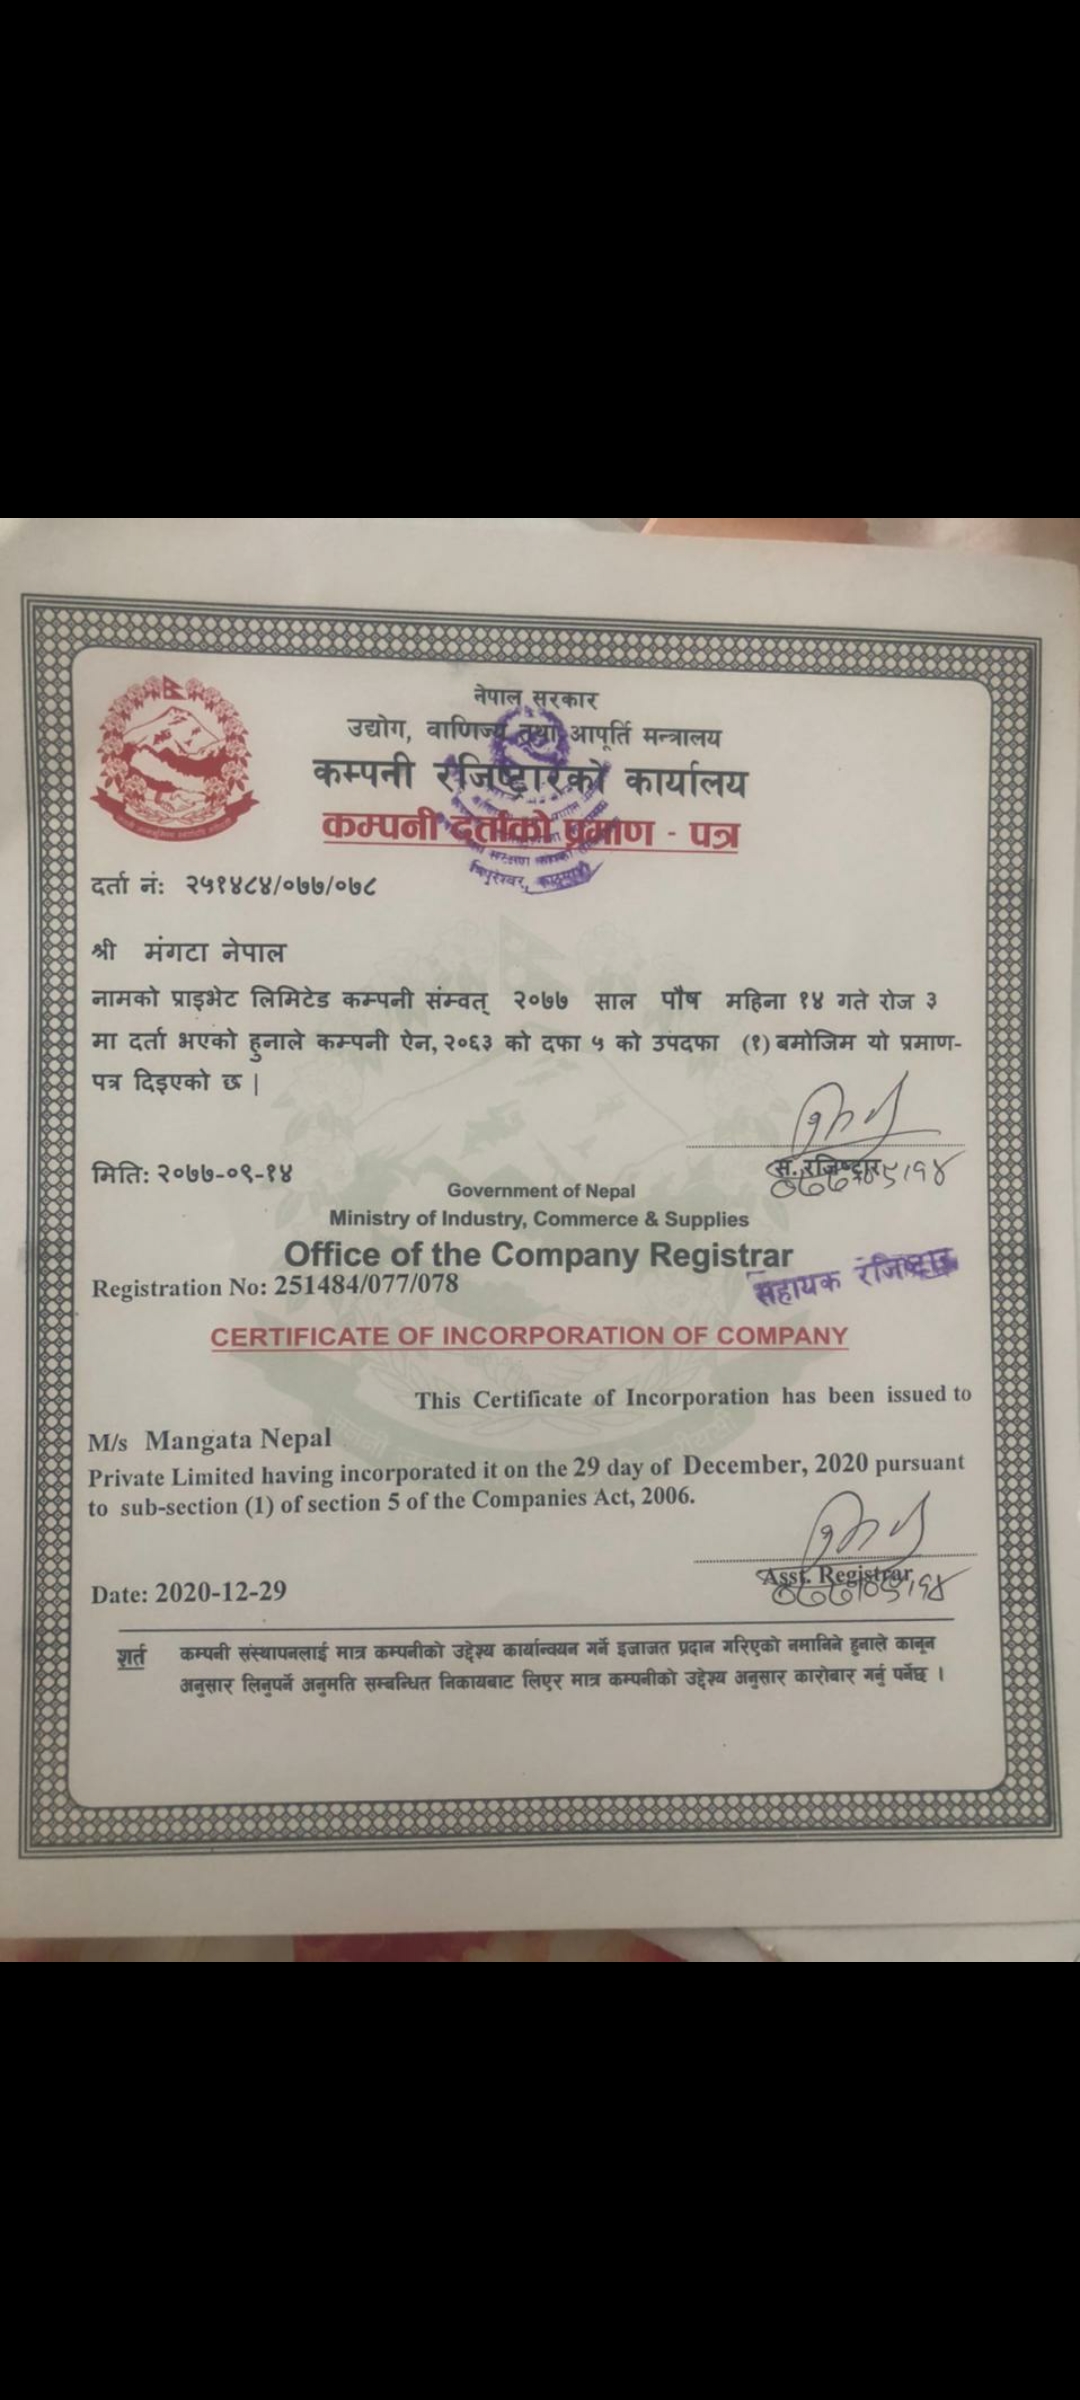 नेपाल सरकार
उद्योग, वाणिज्य तथा आपूर्ति मन्त्रालय
कम्पनी रजिष्ट्रारको कार्यालय
कम्पनी दर्ताको प्रमाण - पत्र
त्रिपुरेश्वर, काठमाडौं
दर्ता नं: २५१४८४/०७७/०७८
श्री मंगटा नेपाल
नामको प्राइभेट लिमिटेड कम्पनी संम्वत् २०७७ साल पौष महिना १४ गते रोज ३
मा दर्ता भएको हुनाले कम्पनी ऐन, २०६३ को दफा ५ को उपदफा (१) बमोजिम यो प्रमाण-
पत्र दिइएको छ |
स. रजिष्ट्रार
मिति: २०७७-०९-१४
Government of Nepal
Ministry of Industry, Commerce & Supplies
Office of the Company Registrar
Registration No: 251484/077/078
सहायक रजिष्ट्रार
CERTIFICATE OF INCORPORATION OF COMPANY
This Certificate of Incorporation has been issued to
M/s Mangata Nepal
Private Limited having incorporated it on the 29 day of December, 2020 pursuant
to sub-section (1) of section 5 of the Companies Act, 2006.
Asst. Registrar
Date: 2020-12-29
शर्त कम्पनी संस्थापनलाई मात्र कम्पनीको उद्देश्य कार्यान्वयन गर्ने इजाजत प्रदान गरिएको नमानिने हुनाले कानून
अनुसार लिनुपर्ने अनुमति सम्बन्धित निकायबाट लिएर मात्र कम्पनीको उद्देश्य अनुसार कारोबार गर्नु पर्नेछ ।